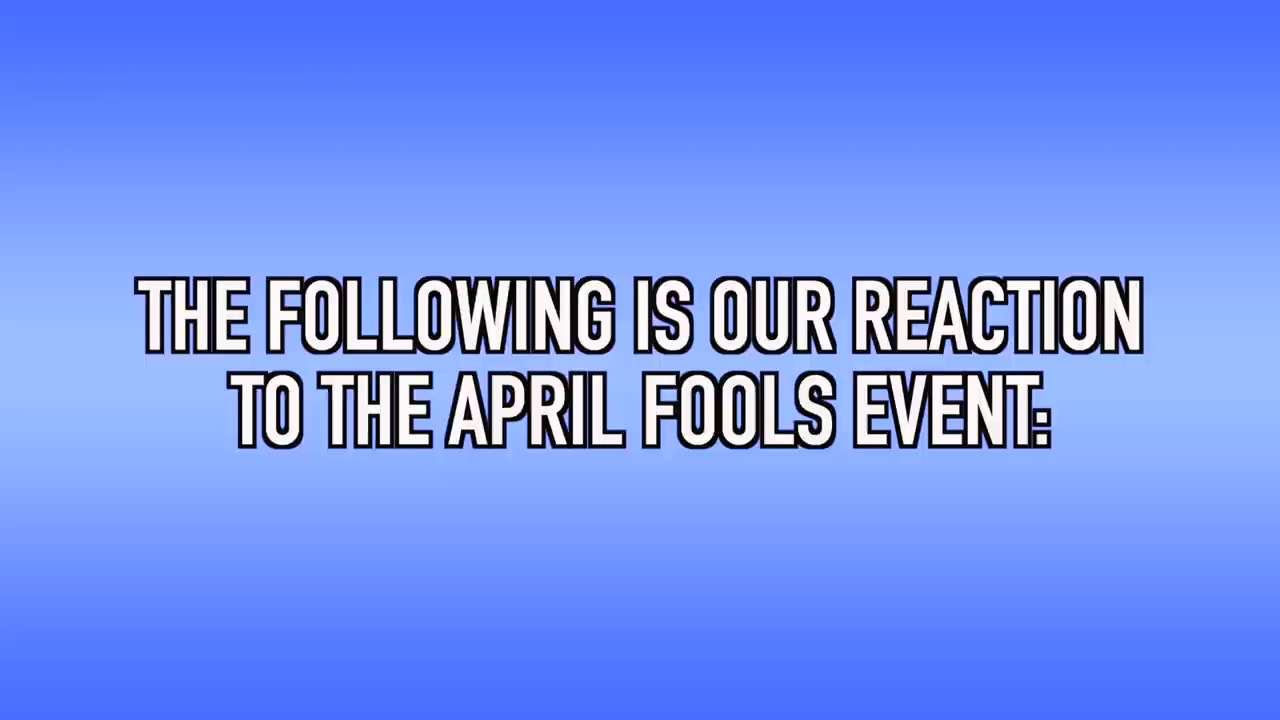 THE FOLLOWING IS OUR REACTION
TO THE APRIL FOOLS EVENT: